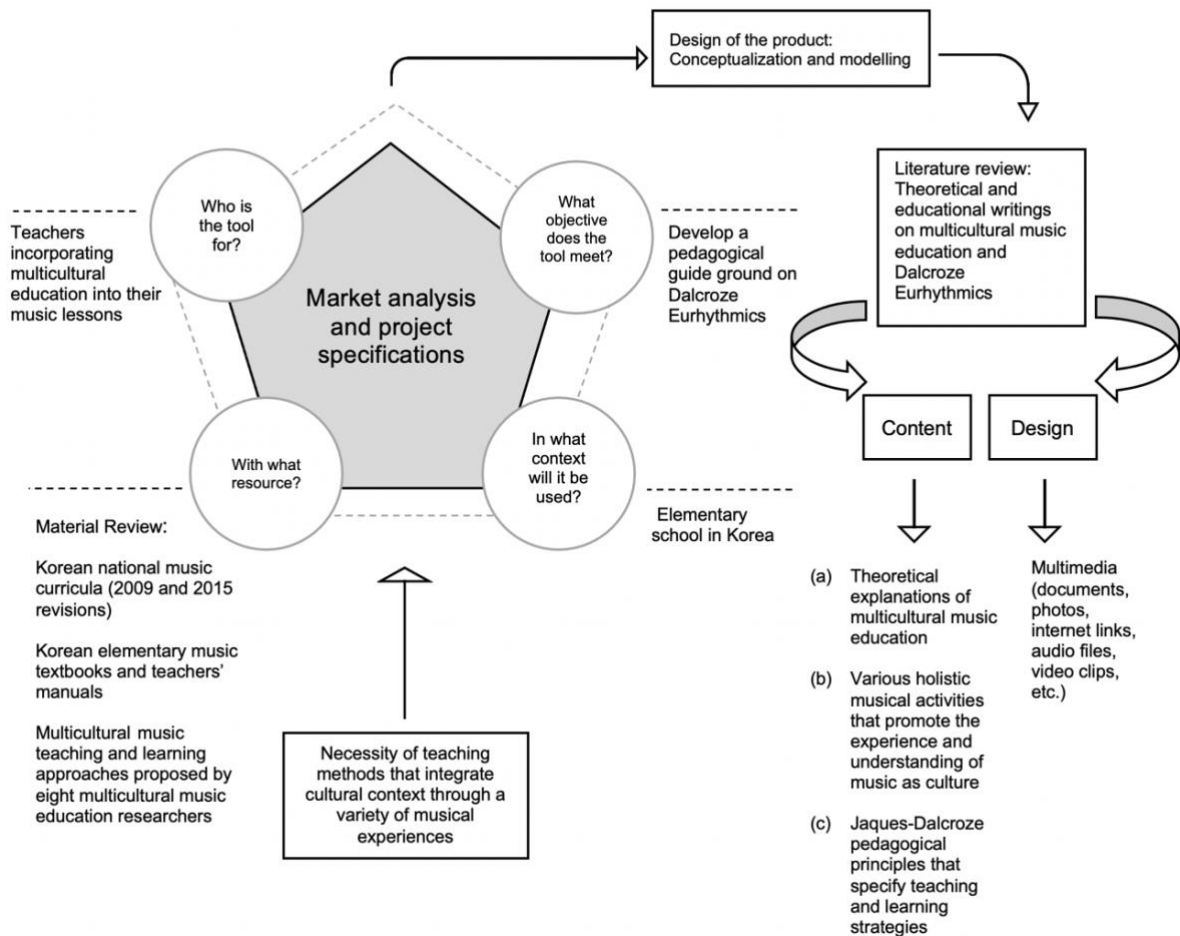 Design of the product:
Conceptualization and modelling
Who is
the tool
for?
What
objective
does the
tool meet?
Market analysis
and project
specifications
With what
resource?
In what
context
will it be
used?
Teachers
incorporating
multicultural
education into their
music lessons
Develop a
pedagogical
guide ground on
Dalcroze
Eurhythmics
Material Review:
Korean national music
curricula (2009 and 2015
revisions)
Korean elementary music
textbooks and teachers’
manuals
Multicultural music
teaching and learning
approaches proposed by
eight multicultural music
education researchers
Elementary
school in Korea
Necessity of teaching
methods that integrate
cultural context through a
variety of musical
experiences
Literature review:
Theoretical and
educational writings
on multicultural music
education and
Dalcroze
Eurhythmics
Content
Design
(a) Theoretical
explanations of
multicultural music
education
(b) Various holistic
musical activities
that promote the
experience and
understanding of
music as culture
(c) Jaques-Dalcroze
pedagogical
principles that
specify teaching
and learning
strategies
Multimedia
(documents,
photos,
internet links,
audio files,
video clips,
etc.)